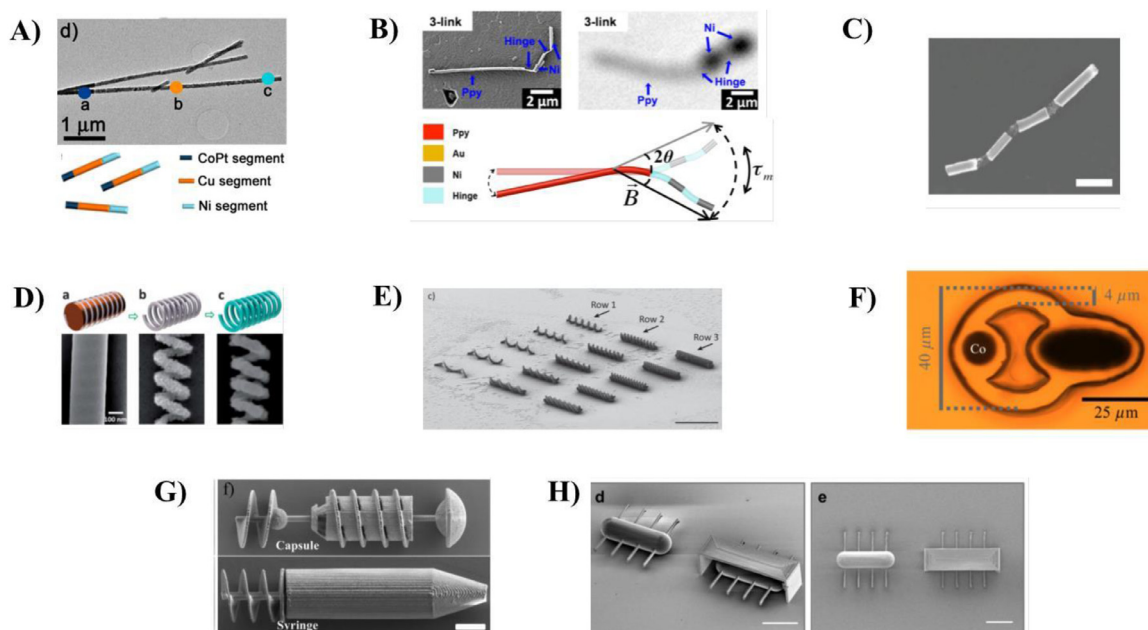 A)
d)
a
b
c
1 μm
CoPt segment
Cu segment
Ni segment
B)
3-link
Hinge
Ni
Ppy
2 μm
3-link
Ni
Hinge
Ppy
2 μm
Ppy
Au
Ni
Hinge
2θ
B
τm
C)
D)
a
b
c
100 nm
E)
c)
Row 1
Row 2
Row 3
F)
4 μm
40 μm
Co
25 μm
G)
f)
Capsule
Syringe
H)
d
e